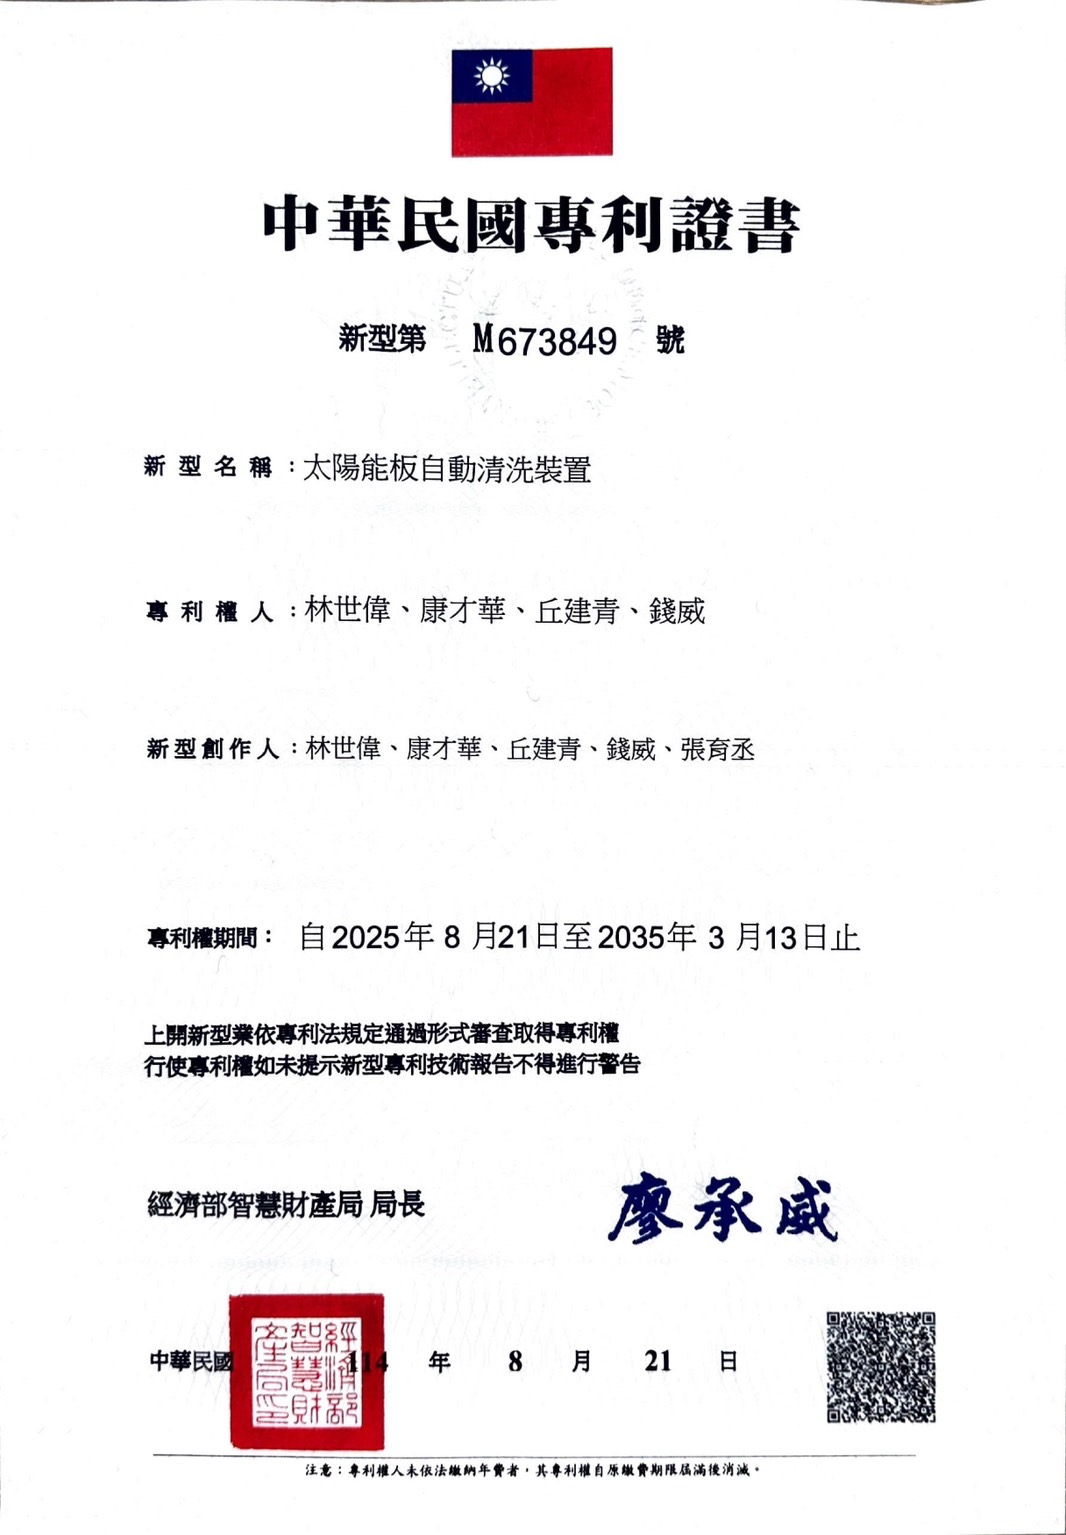 中華民國專利證書
新型第 M673849 號
新型名稱：太陽能板自動清洗裝置
專利權人：林世偉、康才華、丘建青、錢威
新型創作人：林世偉、康才華、丘建青、錢威、張育丞
專利權期間： 自2025年 8 月21日至2035年 3 月13日止
上開新型業依專利法規定通過形式審查取得專利權
行使專利權如未提示新型專利技術報告不得進行警告
經濟部智慧財產局 局長 廖承威
經濟部智慧財產局印
中華民國 114 年 8 月 21 日
注意：專利權人未依法繳納年費者，其專利權自原繳費期限屆滿後消滅。